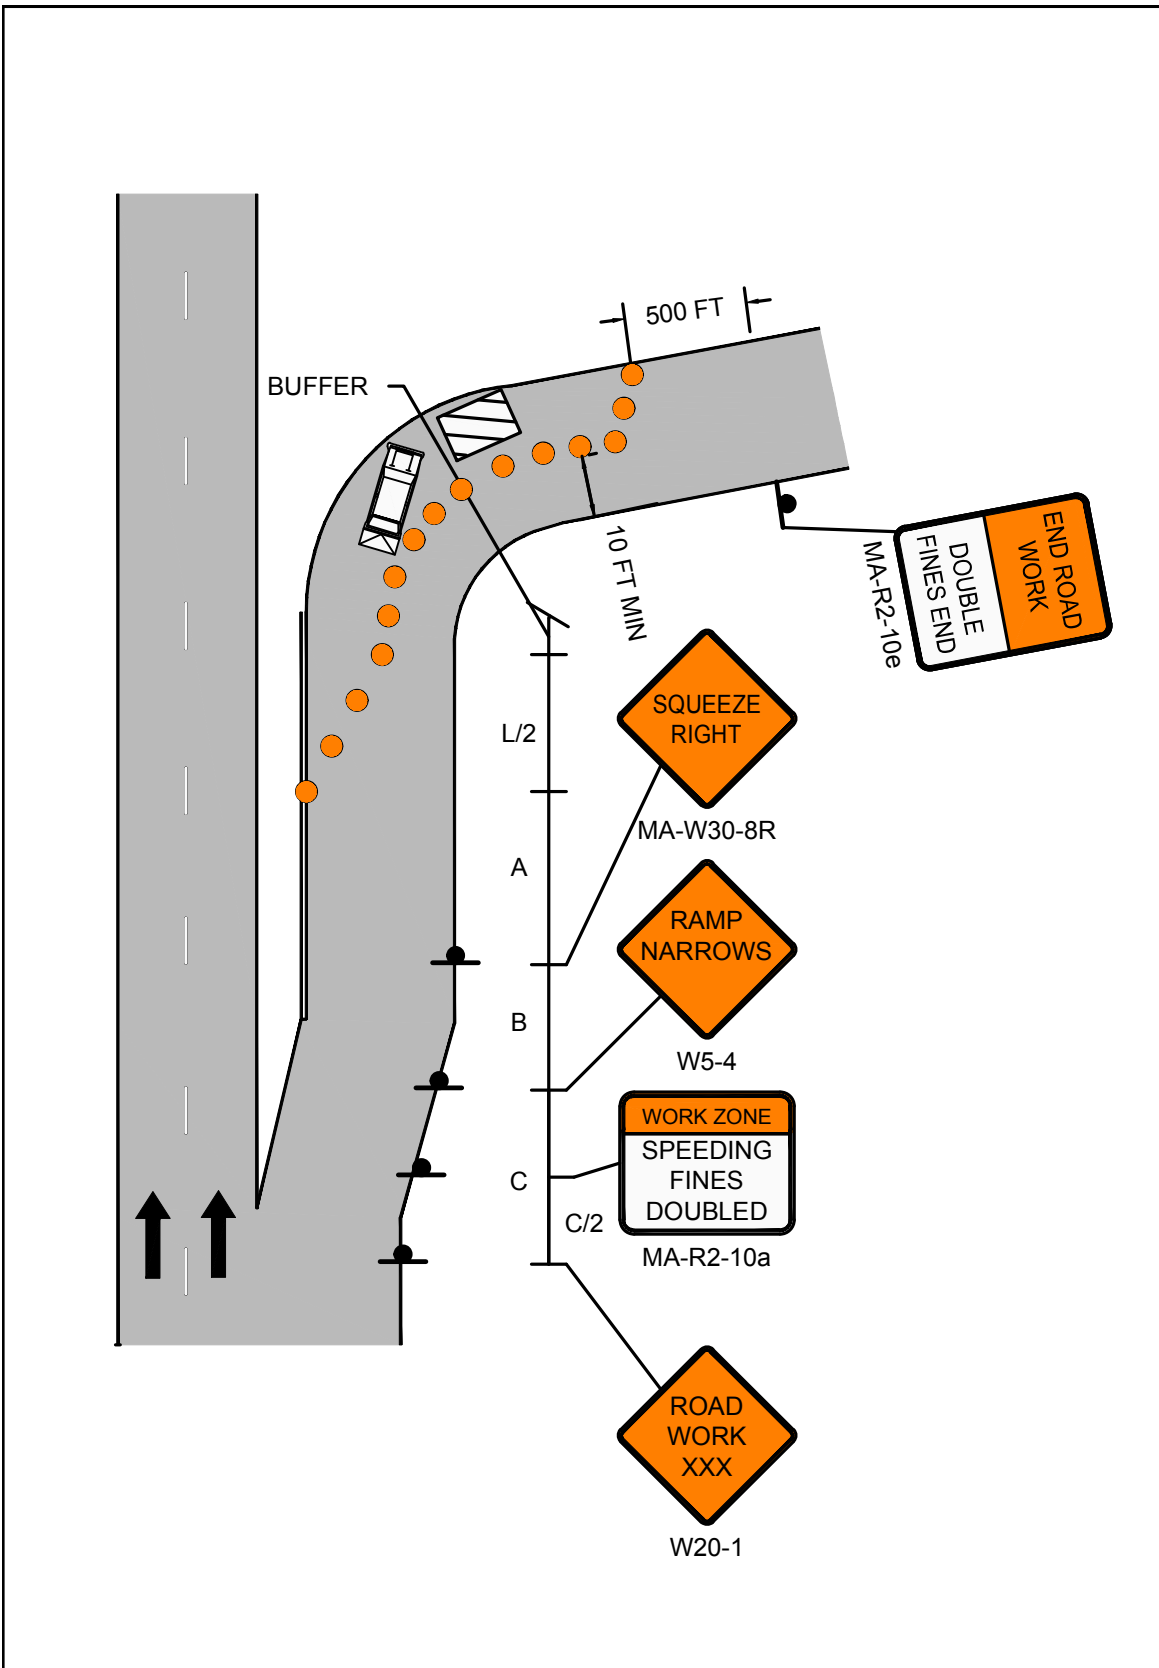 500 FT
BUFFER
10 FT MIN
END ROAD
WORK
DOUBLE
FINES END
MA-R2-10e
L/2
SQUEEZE
RIGHT
MA-W30-8R
A
RAMP
NARROWS
W5-4
B
WORK ZONE
SPEEDING
FINES
DOUBLED
MA-R2-10a
C
C/2
ROAD
WORK
XXX
W20-1